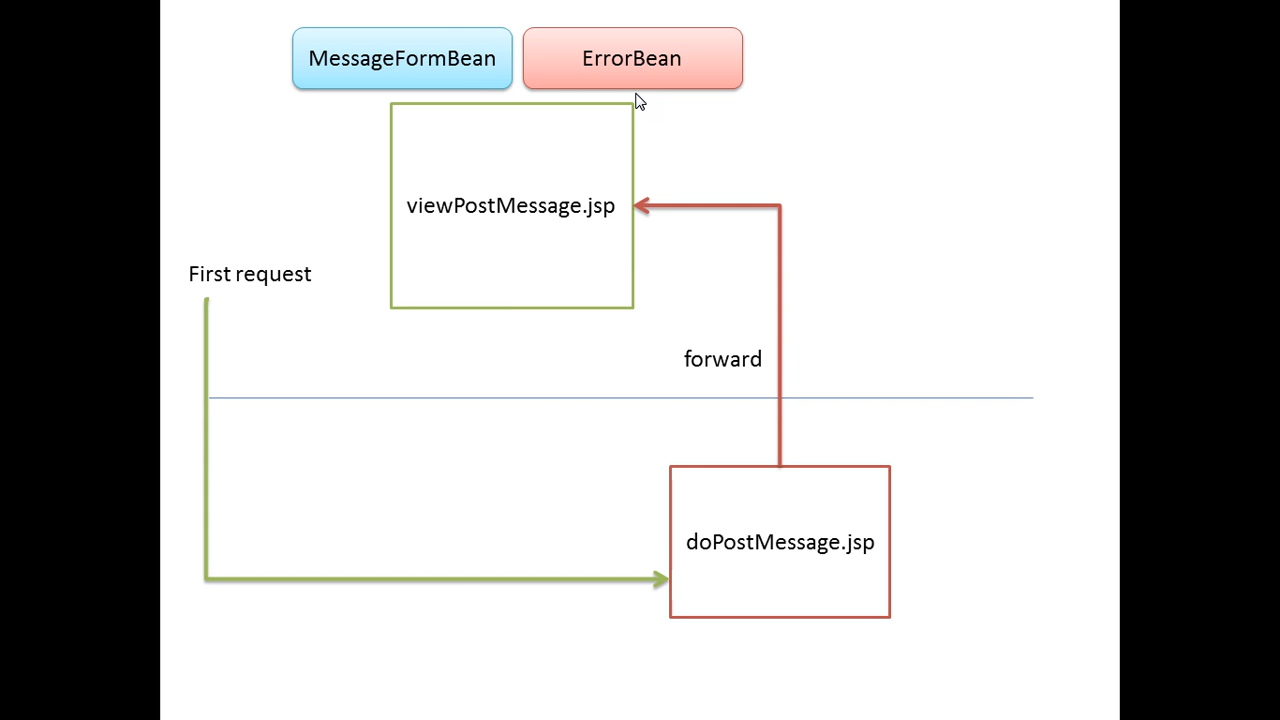 MessageFormBean
ErrorBean
viewPostMessage.jsp
First request
forward
doPostMessage.jsp